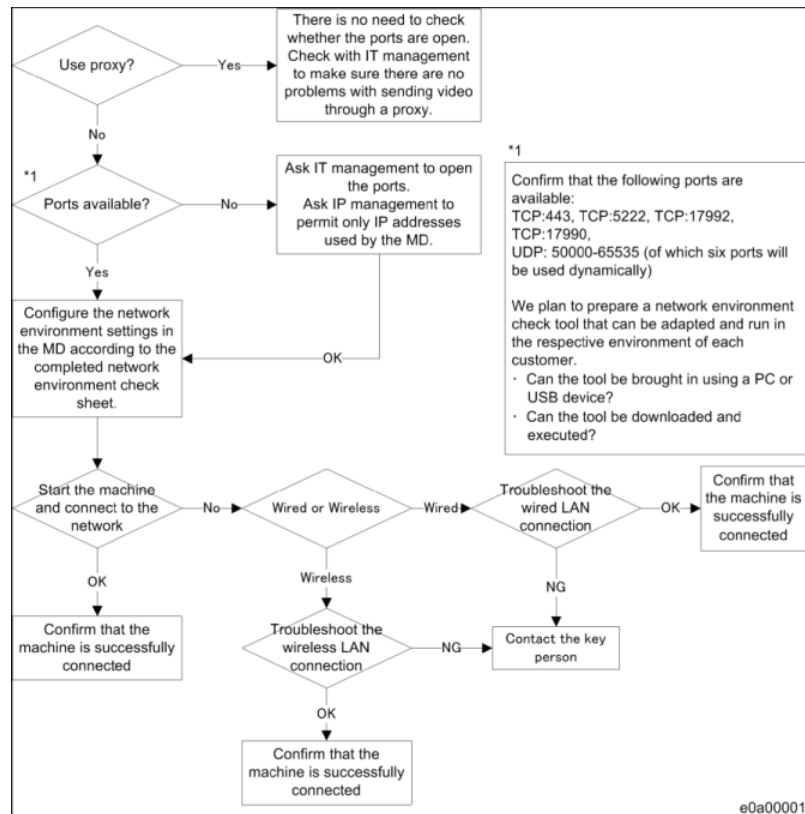 Use proxy?
Yes
There is no need to check
whether the ports are open.
Check with IT management
to make sure there are no
problems with sending video
through a proxy.
No
*1
Ports available?
No
Ask IT management to open
the ports.
Ask IP management to
permit only IP addresses
used by the MD.
*1
Confirm that the following ports are
available:
TCP:443, TCP:5222, TCP:17992,
TCP:17990,
UDP: 50000-65535 (of which six ports will
be used dynamically)
We plan to prepare a network environment
check tool that can be adapted and run in
the respective environment of each
customer.
· Can the tool be brought in using a PC or
USB device?
· Can the tool be downloaded and
executed?
Yes
Configure the network
environment settings in
the MD according to the
completed network
environment check
sheet.
OK
Start the machine
and connect to the
network
No
Wired or Wireless
Wired
Troubleshoot the
wired LAN
connection
OK
Confirm that
the machine is
successfully
connected
OK
Wireless
NG
Confirm that the
machine is successfully
connected
Troubleshoot the
wireless LAN
connection
NG
Contact the key
person
OK
Confirm that the
machine is successfully
connected
e0a00001